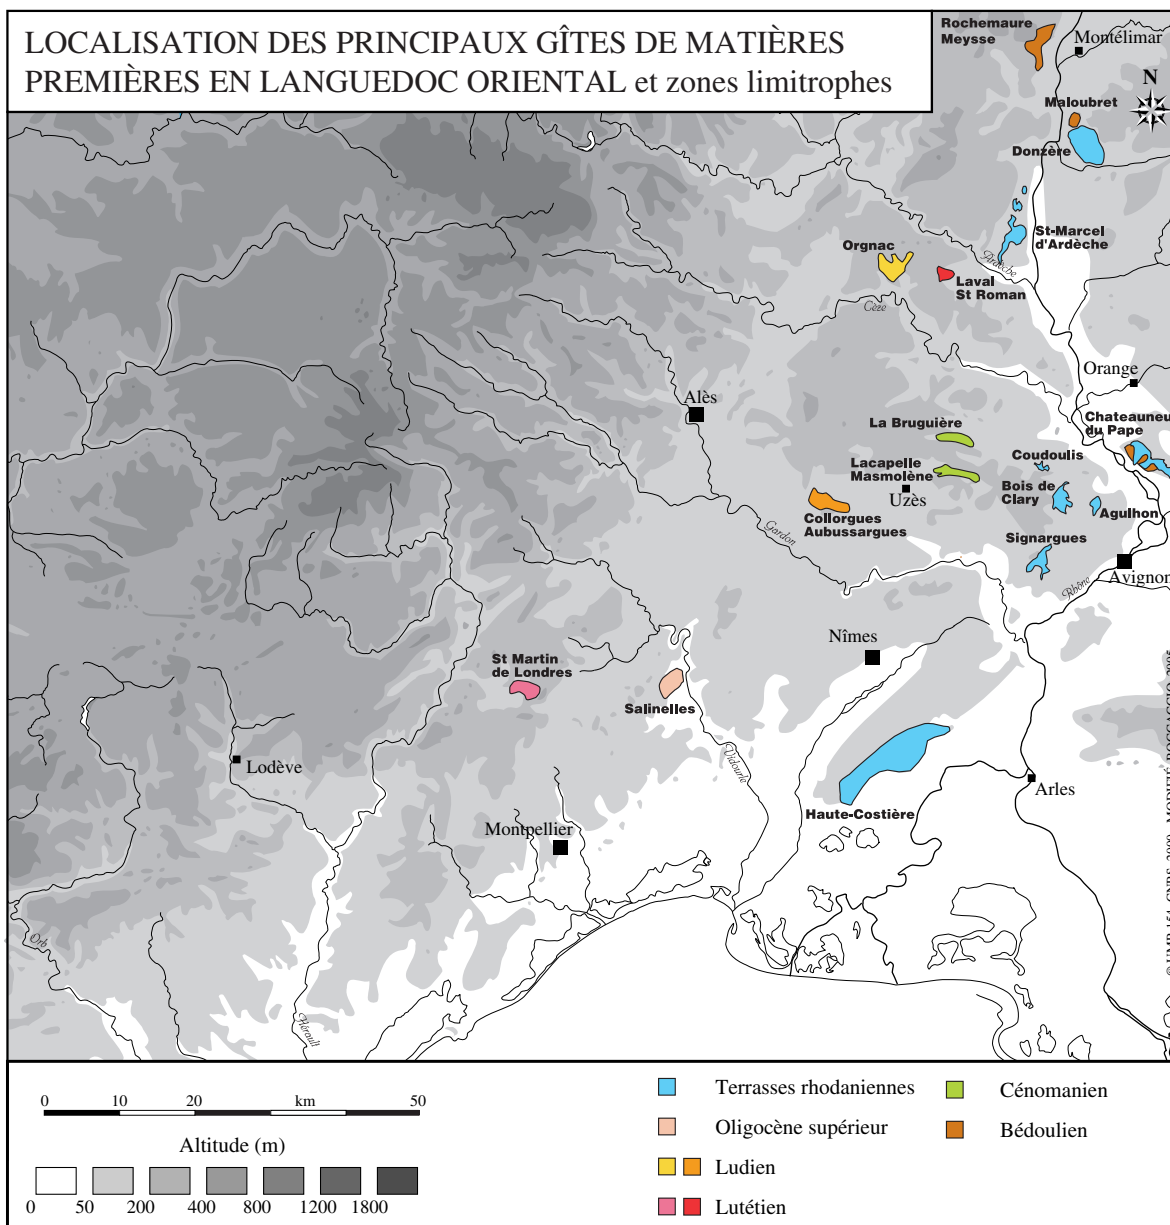 LOCALISATION DES PRINCIPAUX GÎTES DE MATIÈRES
PREMIÈRES EN LANGUEDOC ORIENTAL et zones limitrophes
Rochemaure
Meysse
Montélimar
N
Maloubret
Donzère
St-Marcel
d'Ardèche
Orgnac
Ardèche
Laval
St Roman
Cèze
Orange
Alès
Chateauneuf
du Pape
La Bruguière
Coudoulis
Lacapelle
Masmolène
Bois de
Clary
Uzès
Agulhon
Collorgues
Aubussargues
Gardon
Signargues
Avignon
Rhône
Nîmes
St Martin
de Londres
Salinelles
Vidourle
Lodève
Arles
Haute-Costière
Montpellier
Orb
Hérault
0 10 20 km 50
Altitude (m)
0 50 200 400 800 1200 1800
Terrasses rhodaniennes
Oligocène supérieur
Ludien
Lutétien
Cénomanien
Bédoulien